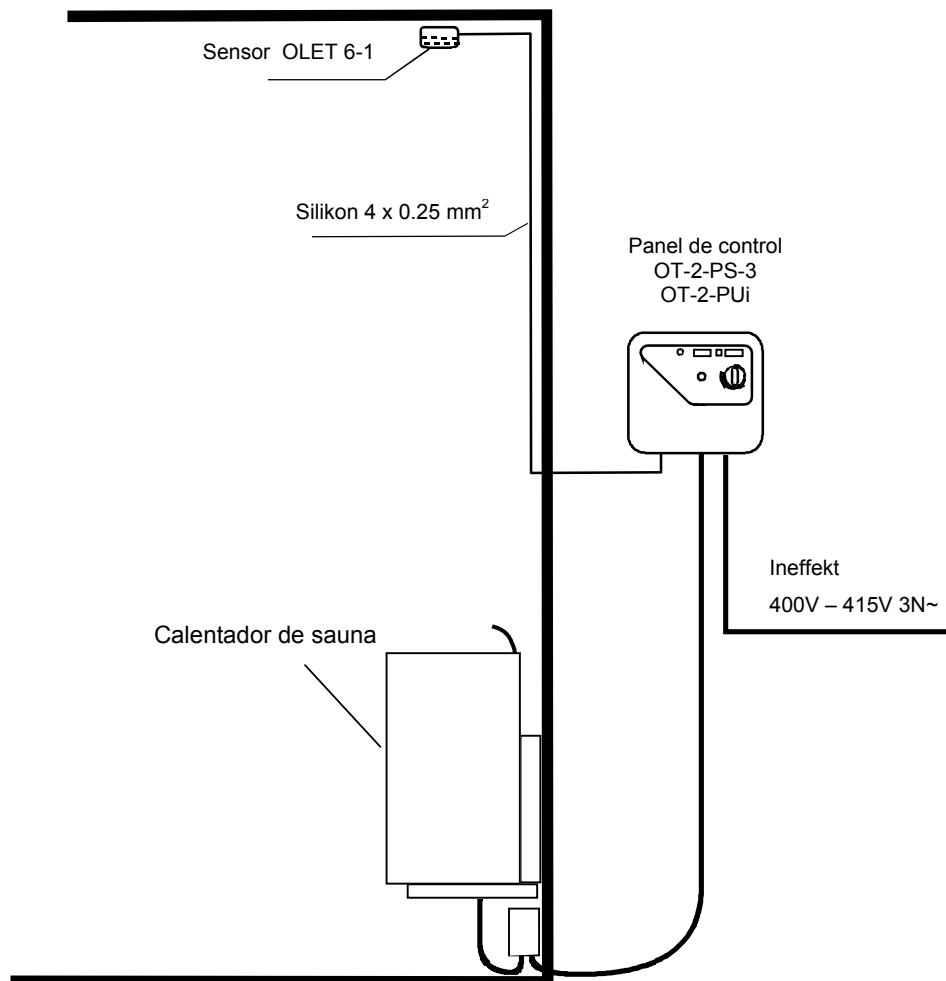 Sensor OLET 6-1
Silikon 4 x 0.25 mm²
Panel de control
OT-2-PS-3
OT-2-PUi
Ineffekt
400V – 415V 3N~
Calentador de sauna